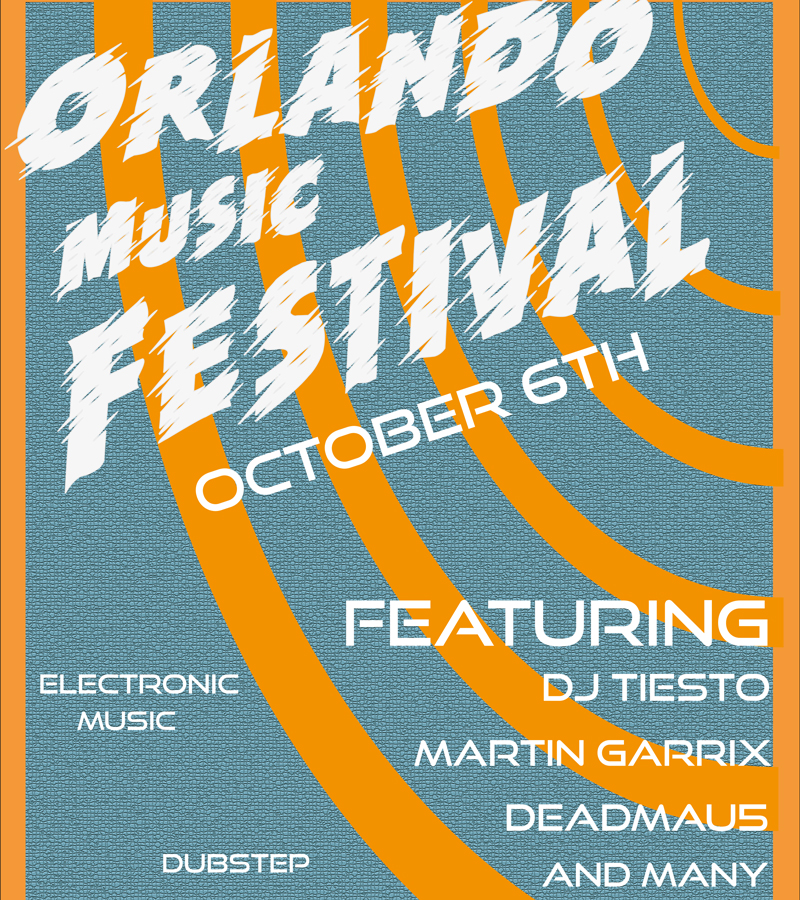 ORLANDO
MUSIC
FESTIVAL
OCTOBER 6TH
FEATURING
ELECTRONIC
MUSIC
DJ TIESTO
MARTIN GARRIX
DEADMAU5
DUBSTEP
AND MANY